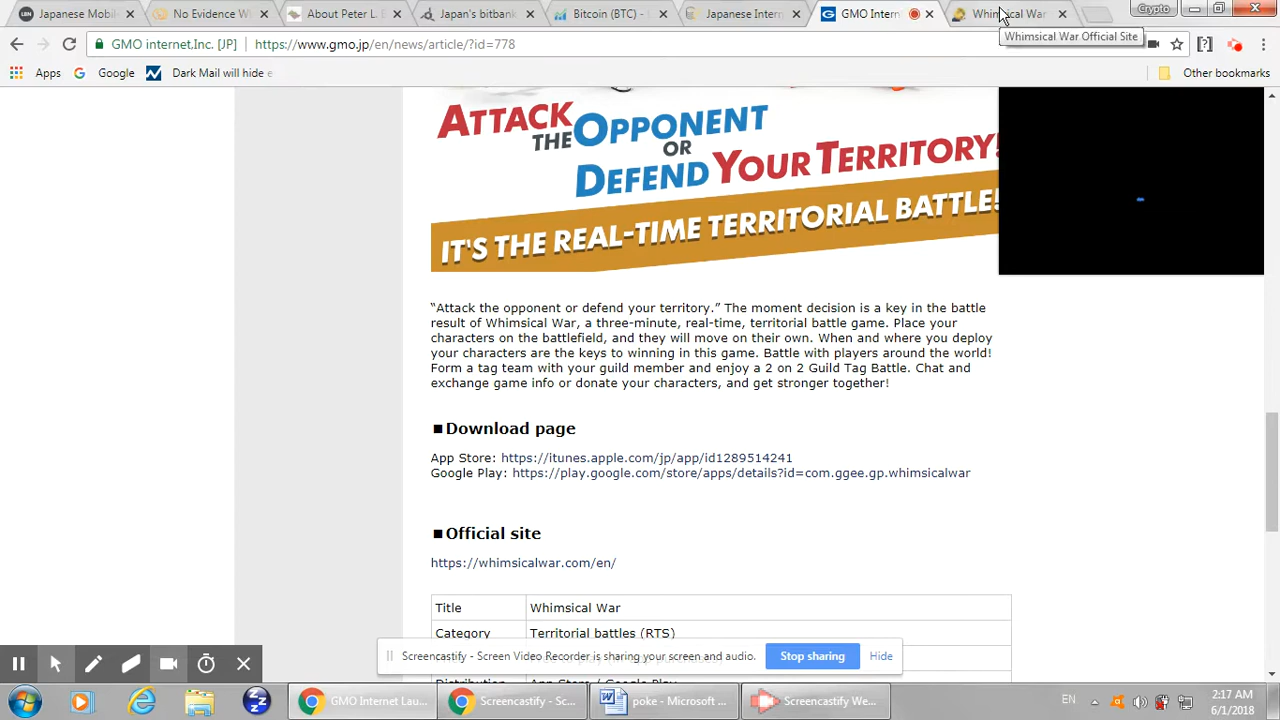 No Evidence W
About Peter L. E
Japan's bitbank
Bitcoin (BTC) - 
Japanese Intern
GMO Intern
Whimsical War
Crypto
GMO internet.Inc. [JP]
https://www.gmo.jp/en/news/article/?id=778
Whimsical War Official Site
Apps
Google
Dark Mail will hide e
Other bookmarks
ATTACK
THE OPPONENT
OR
DEFEND YOUR TERRITORY!
IT'S THE REAL-TIME TERRITORIAL BATTLE!
“Attack the opponent or defend your territory.” The moment decision is a key in the battle
result of Whimsical War, a three-minute, real-time, territorial battle game. Place your
characters on the battlefield, and they will move on their own. When and where you deploy
your characters are the keys to winning in this game. Battle with players around the world!
Form a tag team with your guild member and enjoy a 2 on 2 Guild Tag Battle. Chat and
exchange game info or donate your characters, and get stronger together!
■Download page
App Store: https://itunes.apple.com/jp/app/id1289514241
Google Play: https://play.google.com/store/apps/details?id=com.ggee.gp.whimsicalwar
■Official site
https://whimsicalwar.com/en/
Title Whimsical War
Category Territorial battles (RTS)
Screencastify - Screen Video Recorder is sharing your screen and audio. Stop sharing Hide
GMO Internet Lau...
Screencastify - Sc...
poke - Microsoft ...
Screencastify We...
EN
2:17 AM
6/1/2018